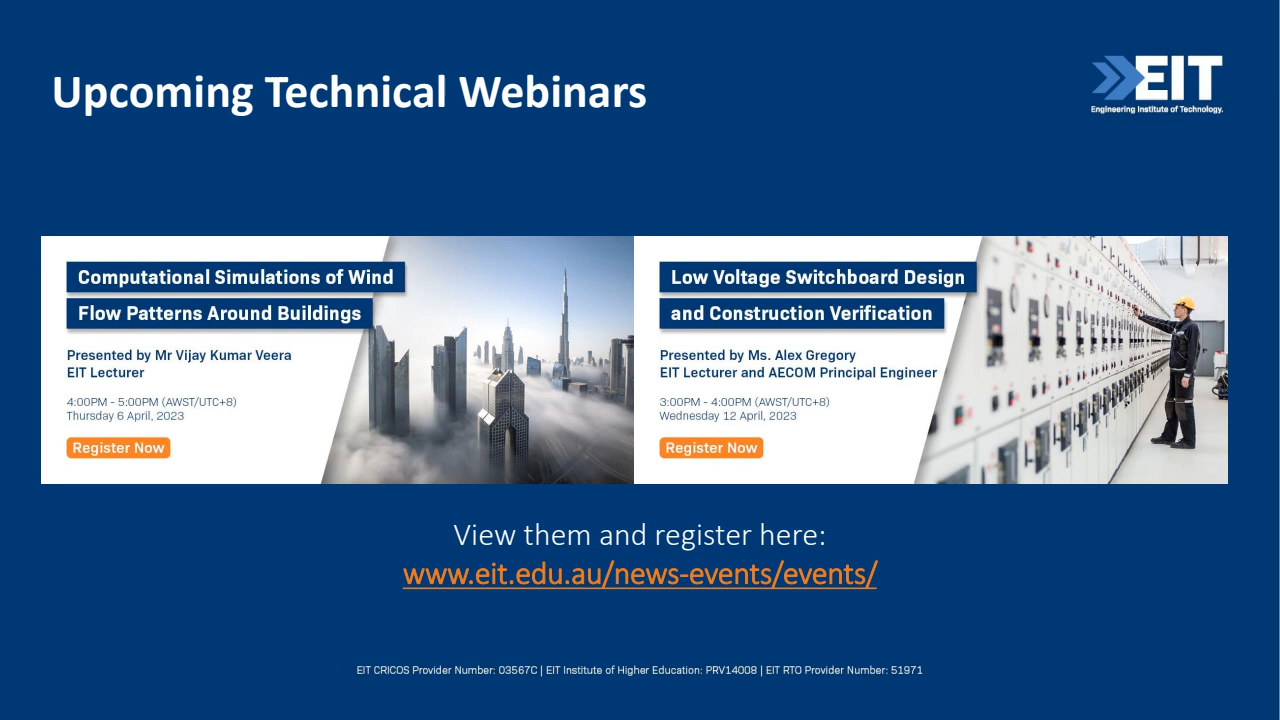 Upcoming Technical Webinars
EIT
Engineering Institute of Technology.
Computational Simulations of Wind
Flow Patterns Around Buildings
Presented by Mr Vijay Kumar Veera
EIT Lecturer
4:00PM - 5:00PM (AWST/UTC+8)
Thursday 6 April, 2023
Register Now
Low Voltage Switchboard Design
and Construction Verification
Presented by Ms. Alex Gregory
EIT Lecturer and AECOM Principal Engineer
3:00PM - 4:00PM (AWST/UTC+8)
Wednesday 12 April, 2023
Register Now
View them and register here:
www.eit.edu.au/news-events/events/
EIT CRICOS Provider Number: 03567C | EIT Institute of Higher Education: PRV14008 | EIT RTO Provider Number: 51971